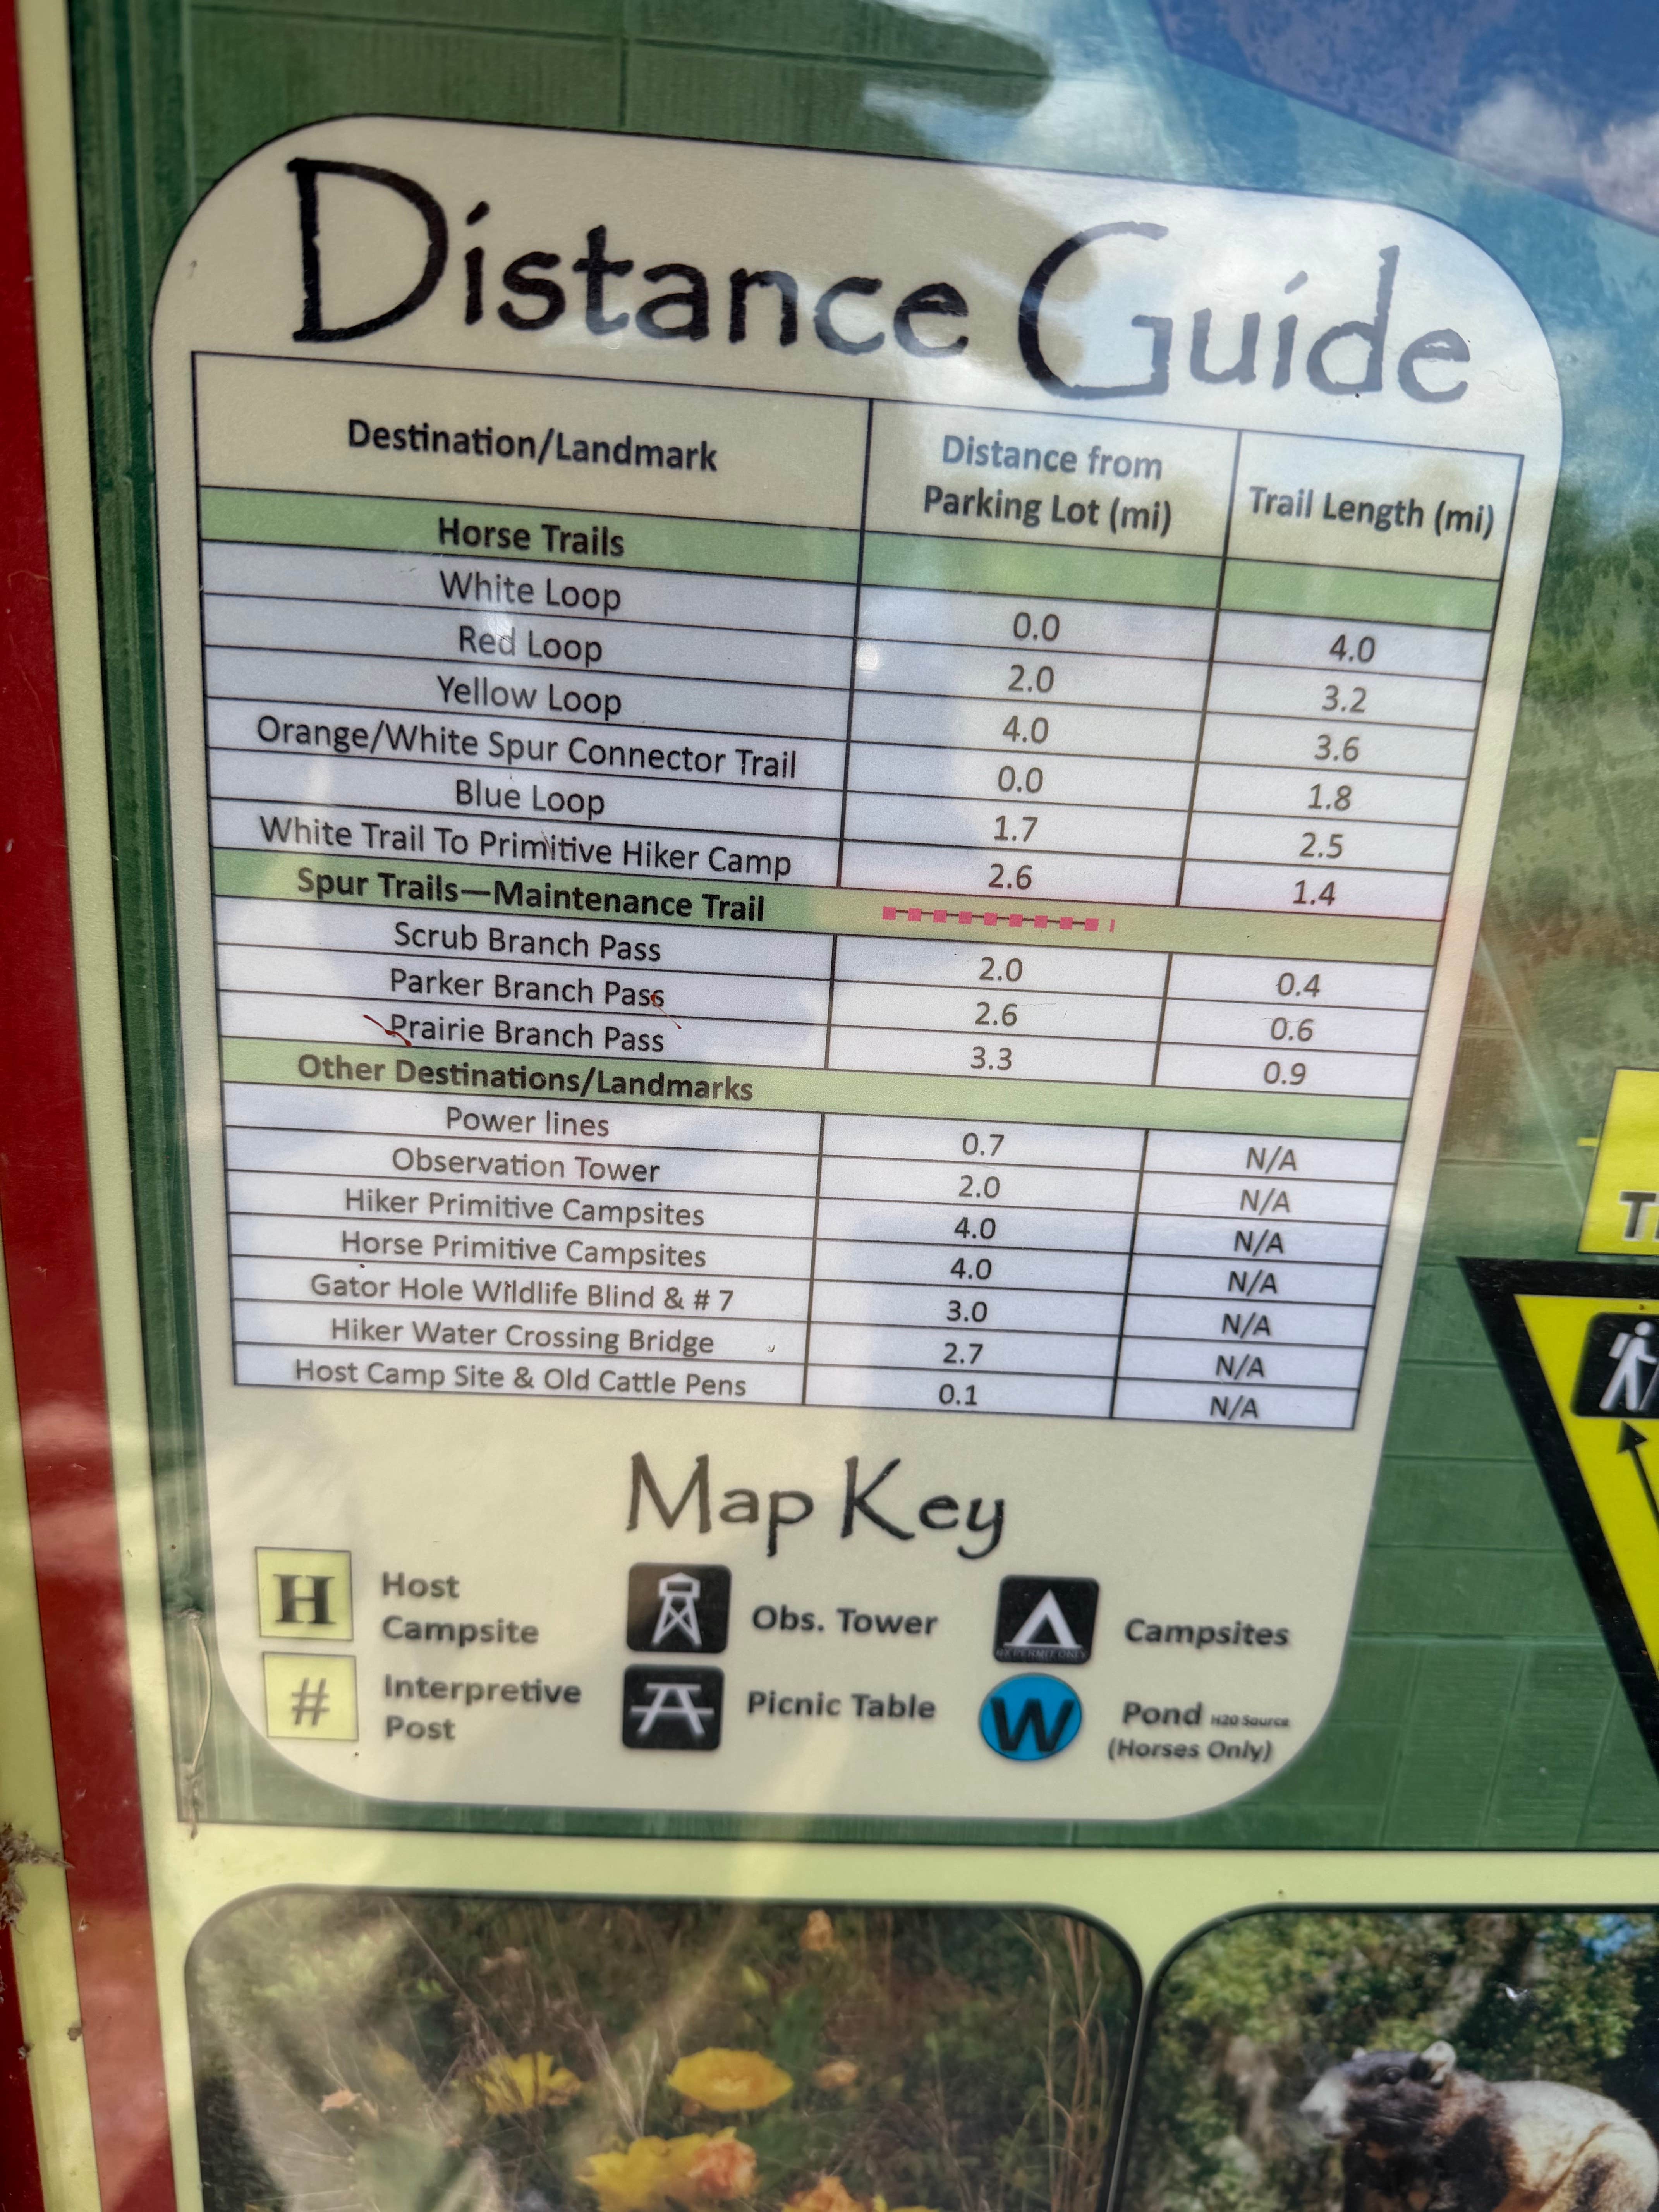 Distance Guide
Destination/Landmark Distance from Parking Lot (mi) Trail Length (mi)
Horse Trails
White Loop 0.0 4.0
Red Loop 2.0 3.2
Yellow Loop 4.0 3.6
Orange/White Spur Connector Trail 0.0 1.8
Blue Loop 1.7 2.5
White Trail To Primitive Hiker Camp 2.6 1.4
Spur Trails—Maintenance Trail
Scrub Branch Pass 2.0 0.4
Parker Branch Pass 2.6 0.6
Prairie Branch Pass 3.3 0.9
Other Destinations/Landmarks
Power lines 0.7 N/A
Observation Tower 2.0 N/A
Hiker Primitive Campsites 4.0 N/A
Horse Primitive Campsites 4.0 N/A
Gator Hole Wildlife Blind & # 7 3.0 N/A
Hiker Water Crossing Bridge 2.7 N/A
Host Camp Site & Old Cattle Pens 0.1 N/A
Map Key
H Host Campsite
Obs. Tower
Campsites
# Interpretive Post
Picnic Table
W Pond H20 Source (Horses Only)